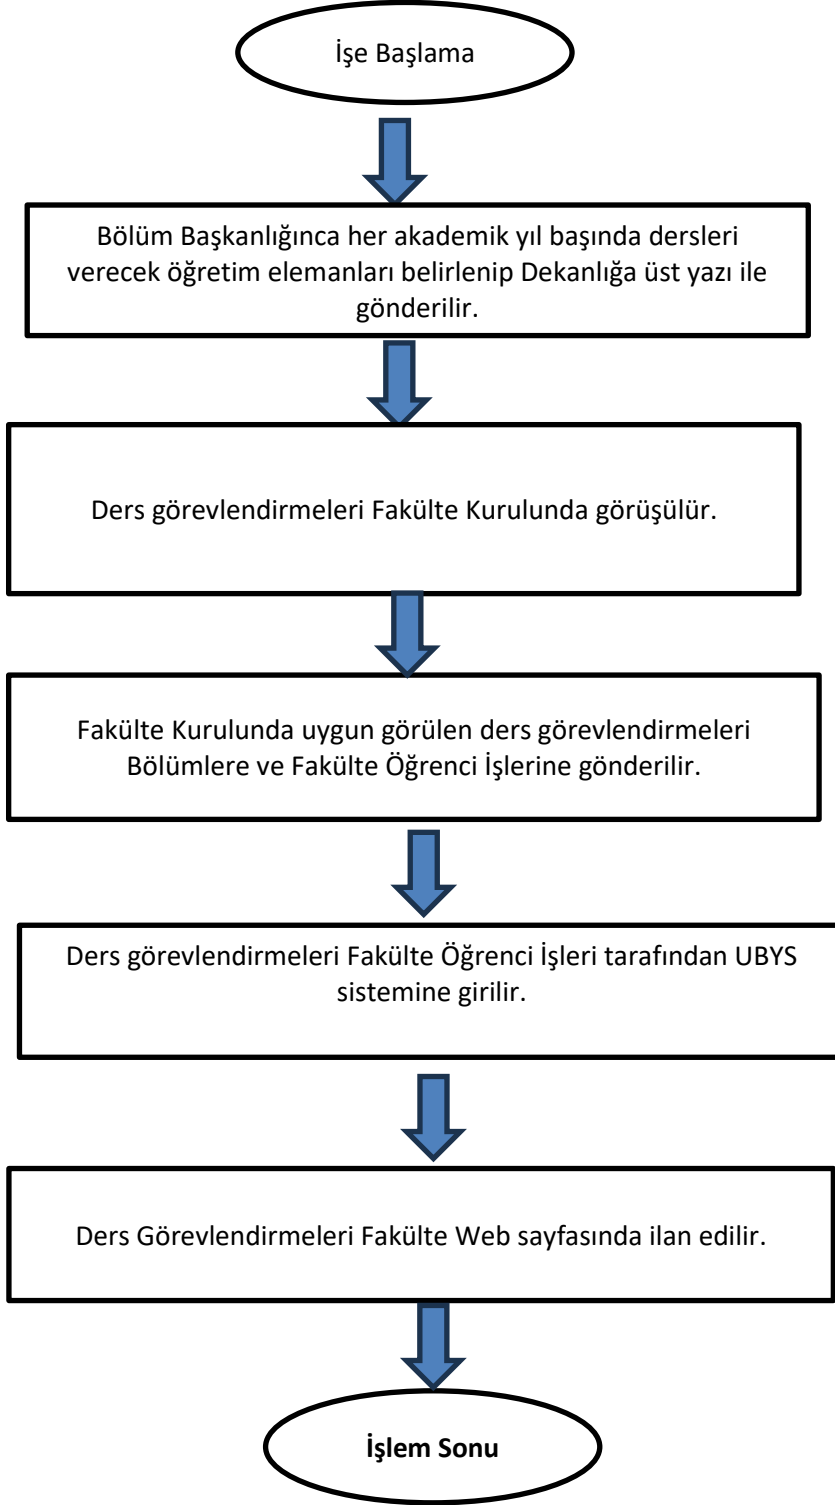 İşe Başlama
Bölüm Başkanlığınca her akademik yıl başında dersleri
verecek öğretim elemanları belirlenip Dekanlığa üst yazı ile
gönderilir.
Ders görevlendirmeleri Fakülte Kurulunda görüşülür.
Fakülte Kurulunda uygun görülen ders görevlendirmeleri
Bölümlere ve Fakülte Öğrenci İşlerine gönderilir.
Ders görevlendirmeleri Fakülte Öğrenci İşleri tarafından UBYS
sistemine girilir.
Ders Görevlendirmeleri Fakülte Web sayfasında ilan edilir.
İşlem Sonu